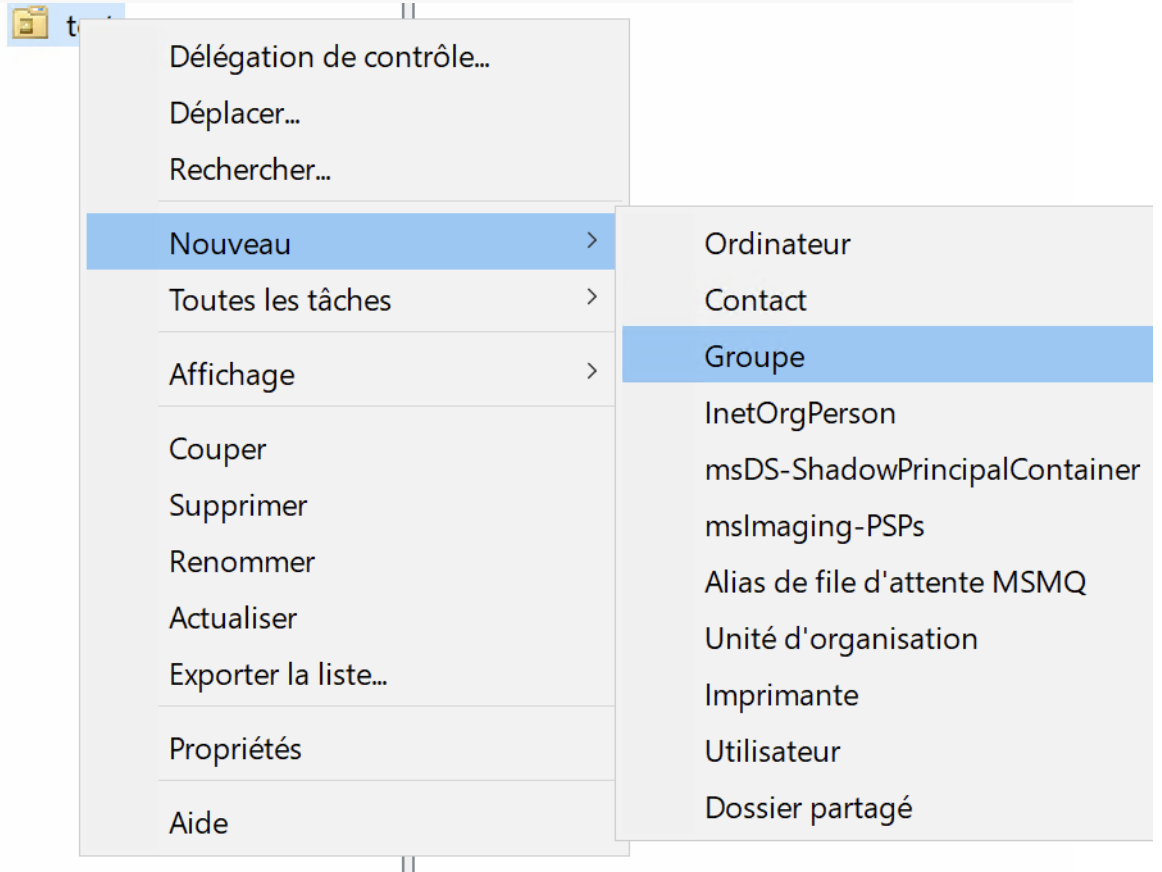 Délégation de contrôle...
Déplacer...
Rechercher...
Nouveau
Toutes les tâches
Affichage
Couper
Supprimer
Renommer
Actualiser
Exporter la liste...
Propriétés
Aide
Ordinateur
Contact
Groupe
InetOrgPerson
msDS-ShadowPrincipalContainer
msImaging-PSPs
Alias de file d'attente MSMQ
Unité d'organisation
Imprimante
Utilisateur
Dossier partagé